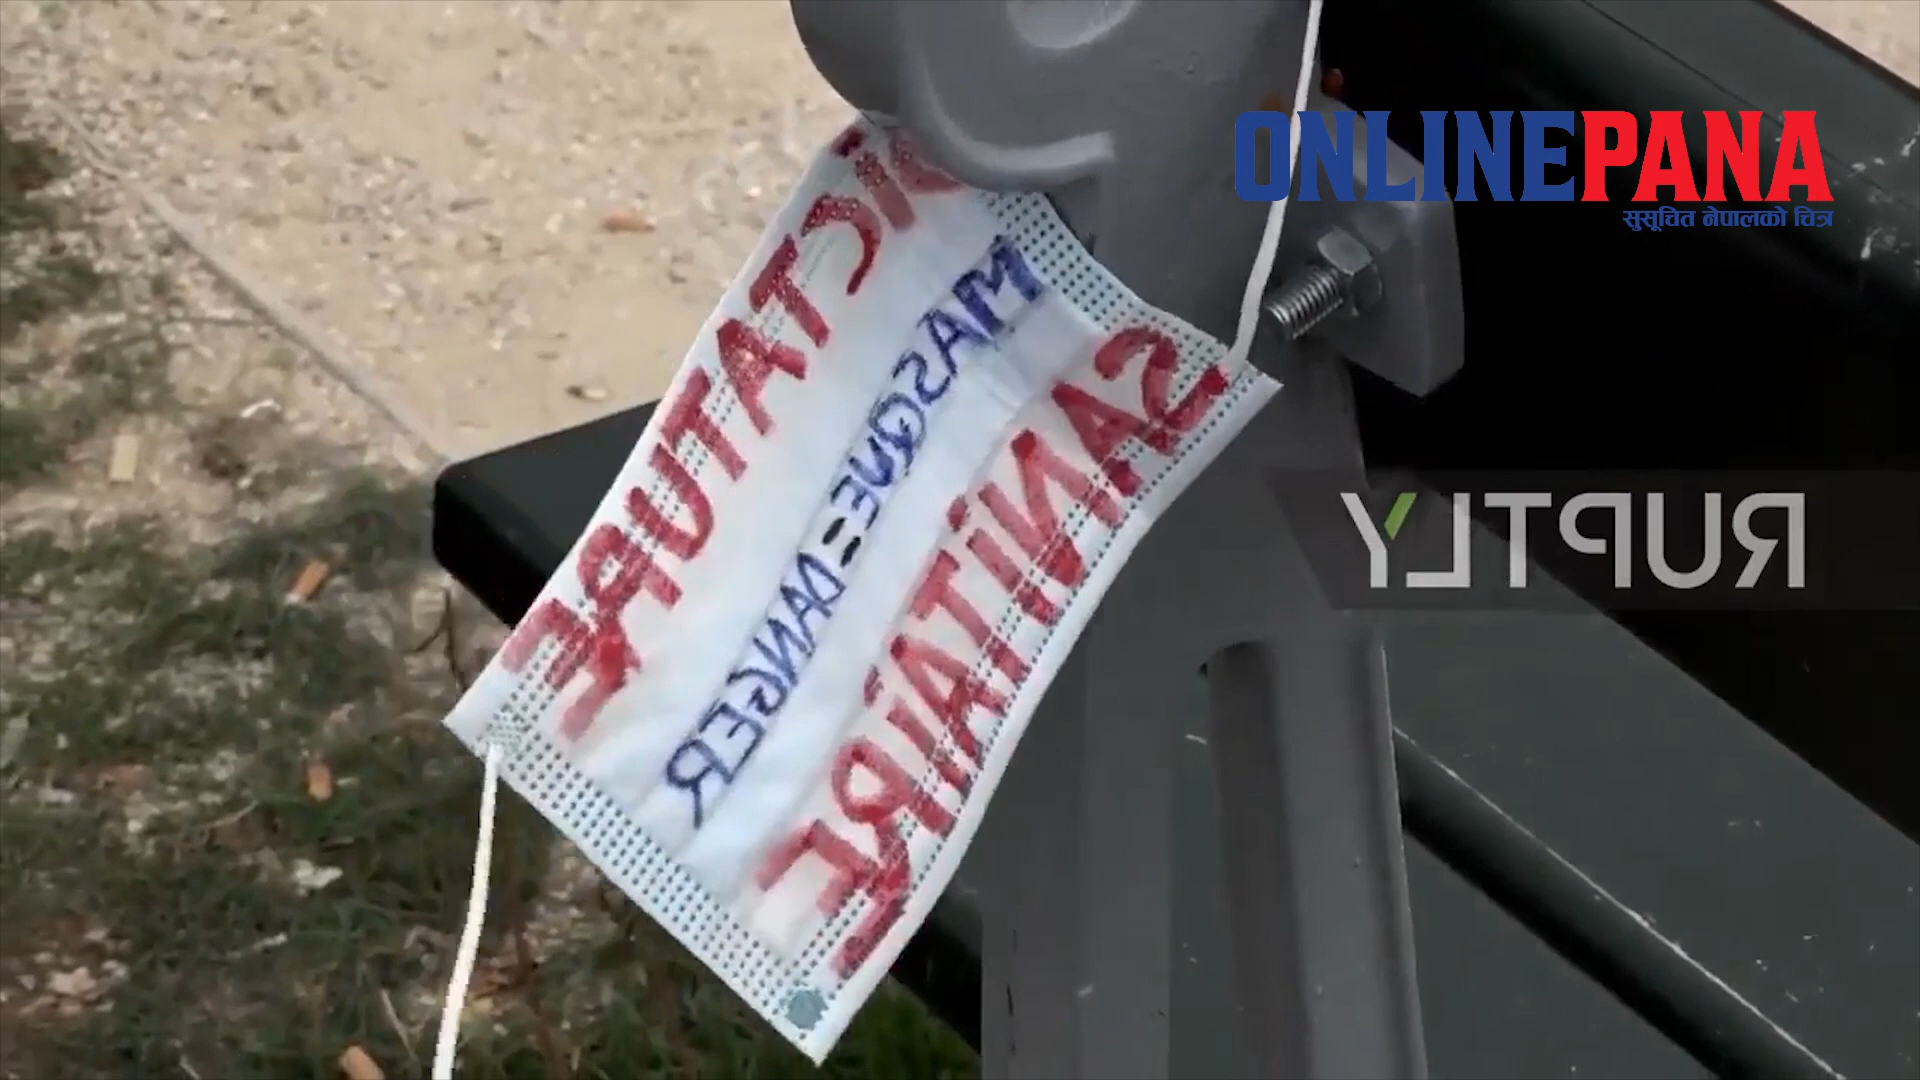 ONLINEPANA
सुसूचित नेपालको चित्र
DICTATURE
MASQUE = DANGER
SANITAIRE
RUPTLY